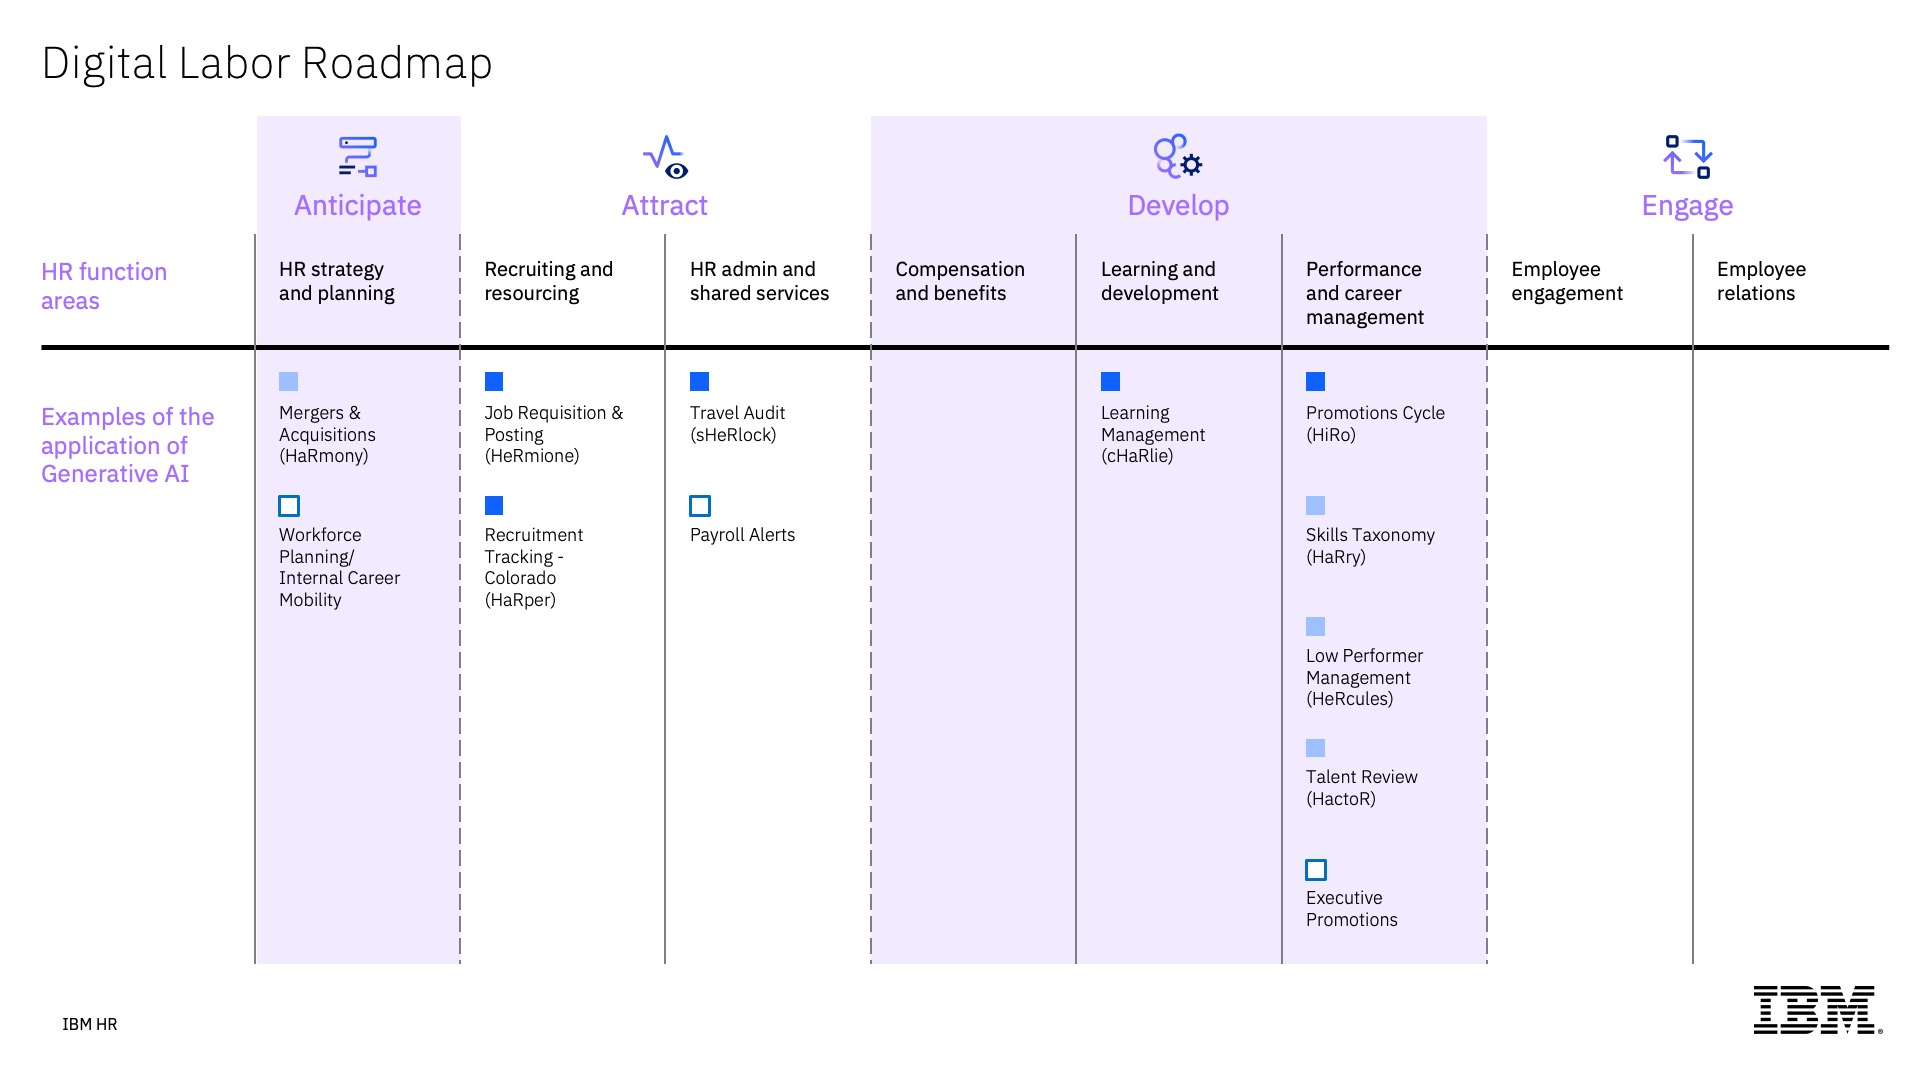 Digital Labor Roadmap
Anticipate
Attract
Develop
Engage
HR function
areas
HR strategy
and planning
Recruiting and
resourcing
HR admin and
shared services
Compensation
and benefits
Learning and
development
Performance
and career
management
Employee
engagement
Employee
relations
Examples of the
application of
Generative AI
Mergers &
Acquisitions
(HaRmony)
Workforce
Planning/
Internal Career
Mobility
Job Requisition &
Posting
(HeRmione)
Recruitment
Tracking -
Colorado
(HaRper)
Travel Audit
(sHeRlock)
Payroll Alerts
Learning
Management
(cHaRlie)
Promotions Cycle
(HiRo)
Skills Taxonomy
(HaRry)
Low Performer
Management
(HeRcules)
Talent Review
(HactoR)
Executive
Promotions
IBM HR
IBM®